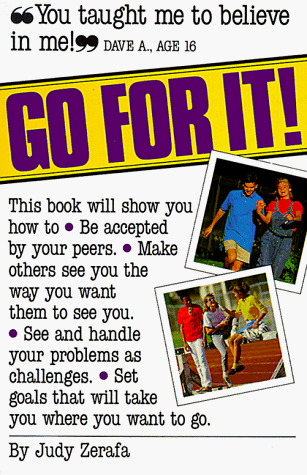 “You taught me to believe
in me!” DAVE A., AGE 16
GO FOR IT!
This book will show you
how to • Be accepted
by your peers. • Make
others see you the
way you want
them to see you.
• See and handle
your problems as
challenges. • Set
goals that will take
you where you want to go.
By Judy Zerafa